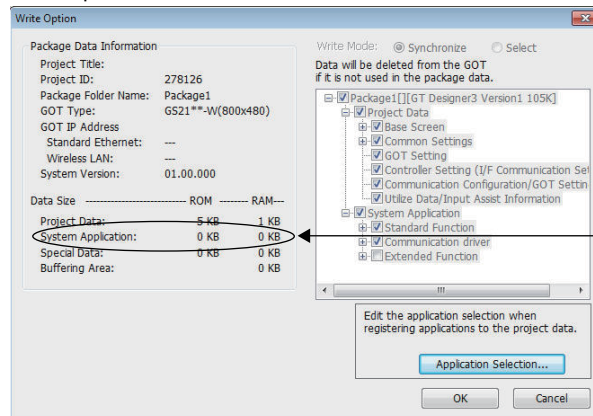 Write Option
Package Data Information
Project Title:
Project ID: 278126
Package Folder Name: Package1
GOT Type: GS21**-W(800x480)
GOT IP Address
Standard Ethernet: ---
Wireless LAN: ---
System Version: 01.00.000
Data Size ---------------------- ROM -------- RAM---
Project Data: 5 KB 1 KB
System Application: 0 KB 0 KB
Special Data: 0 KB 0 KB
Buffering Area: 0 KB
Write Mode: Synchronize Select
Data will be deleted from the GOT
if it is not used in the package data.
Package1[][GT Designer3 Version1 105K]
Project Data
Base Screen
Common Settings
GOT Setting
Controller Setting (I/F Communication Set
Communication Configuration/GOT Settin
Utilize Data/Input Assist Information
System Application
Standard Function
Communication driver
Extended Function
Edit the application selection when
registering applications to the project data.
Application Selection...
OK Cancel